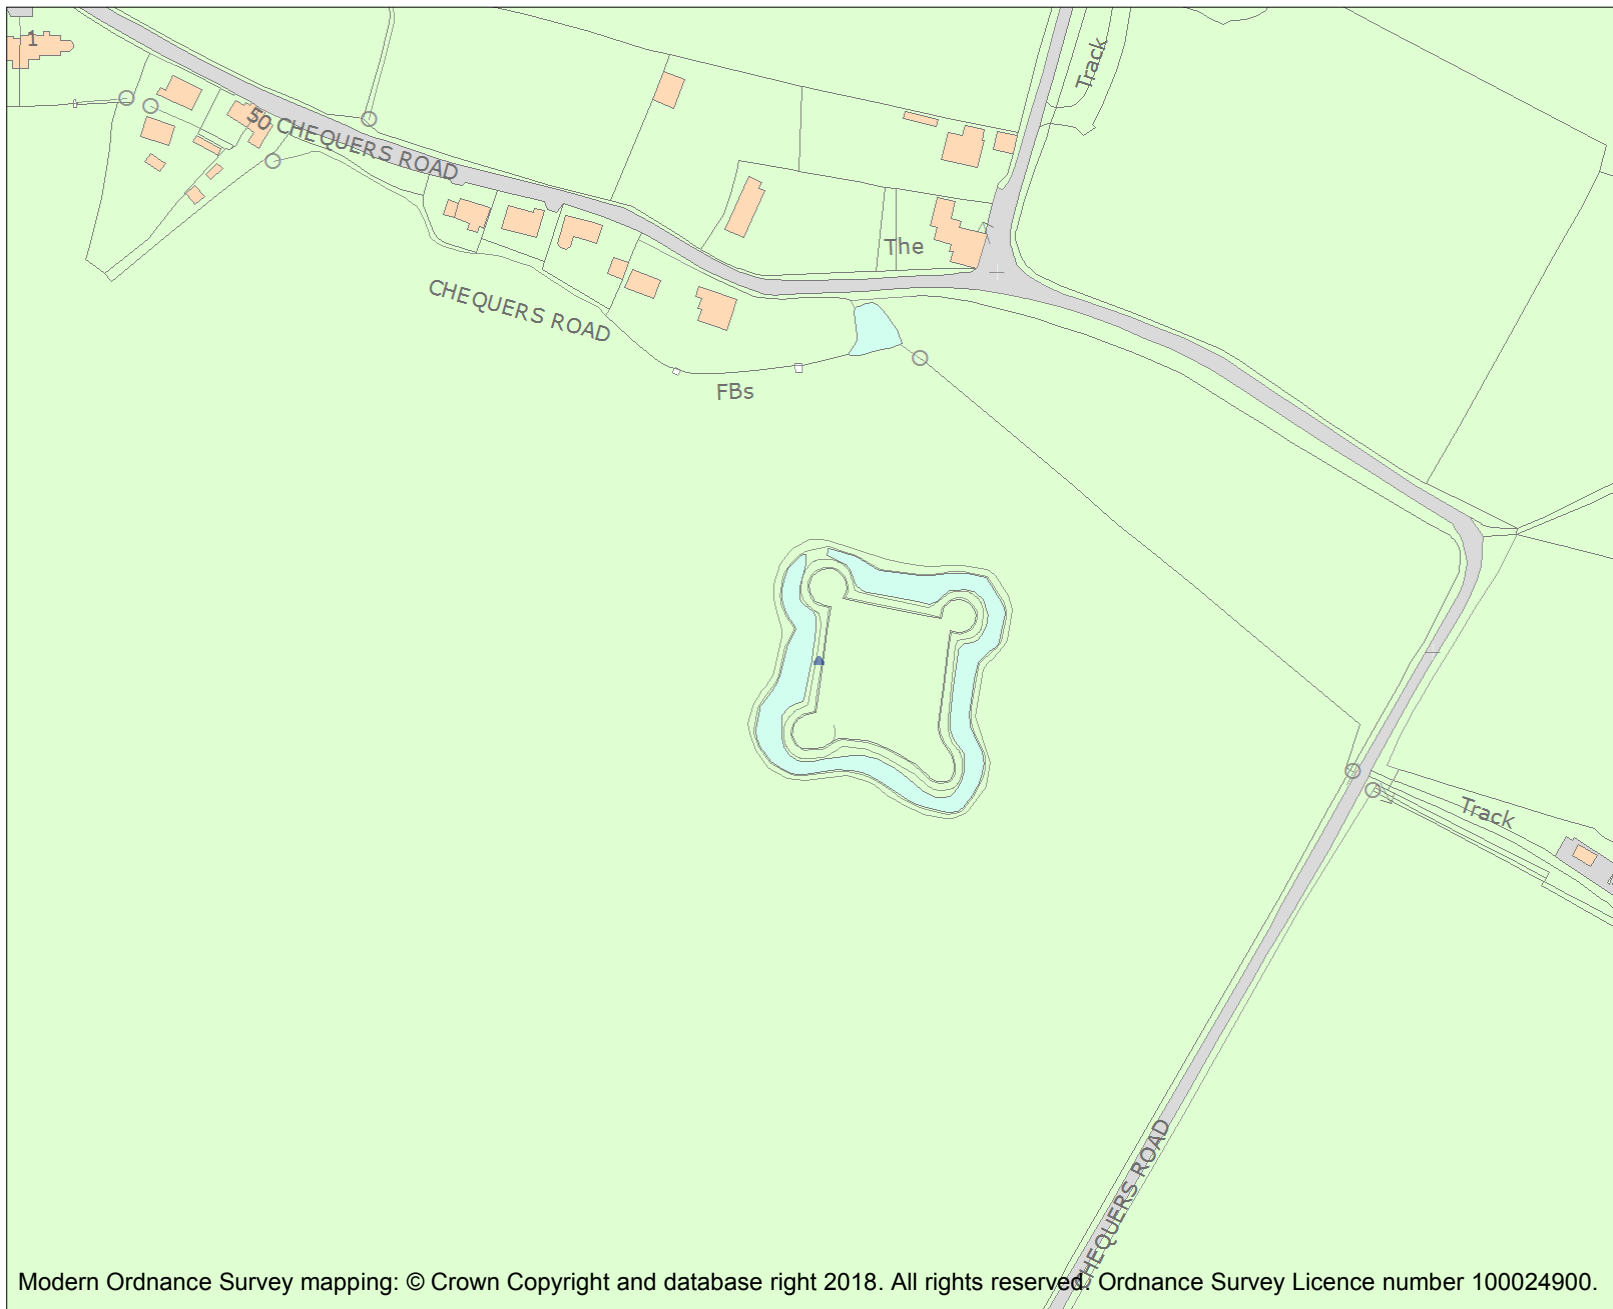 1
Track
50 CHEQUERS ROAD
The
CHEQUERS ROAD
FBs
Track
CHEQUERS ROAD
Modern Ordnance Survey mapping: © Crown Copyright and database right 2018. All rights reserved. Ordnance Survey Licence number 100024900.